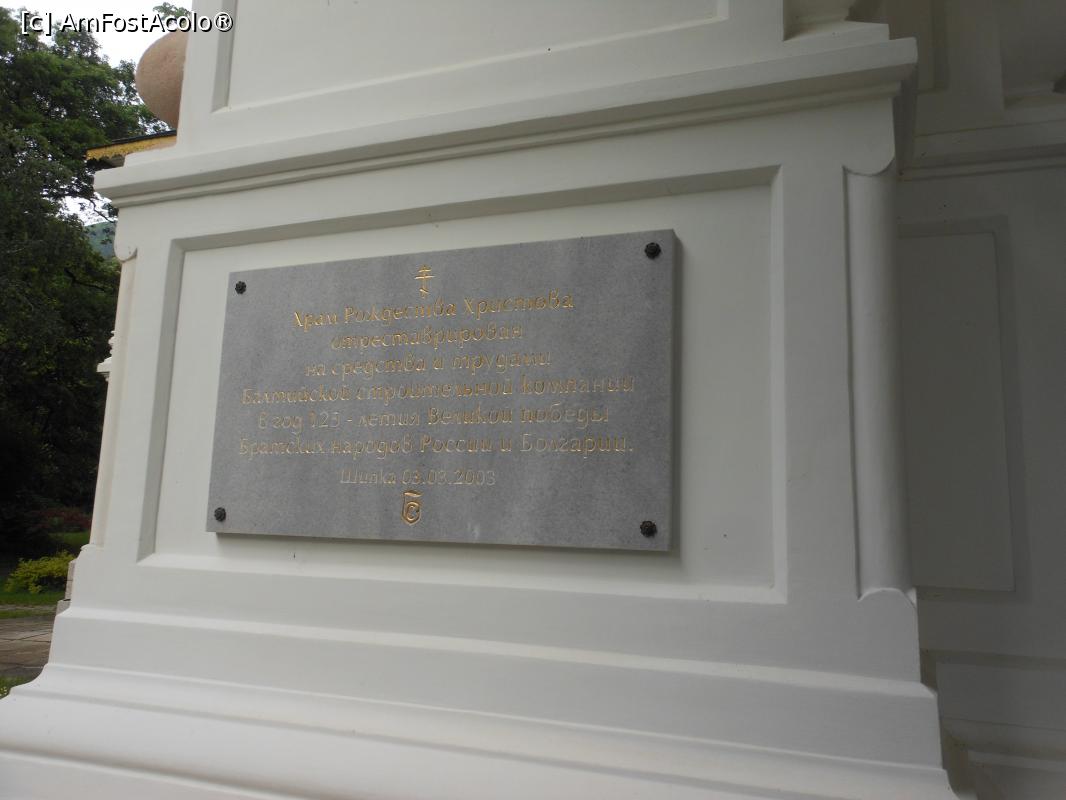 [c] AmFostAcolo®
Храм Рождества Христова
отреставрирован
на средства и трудами
Балтийской строительной компании
в год 125 - летия Великой победы
Братских народов России и Болгарии.
Шипка 03.03.2003